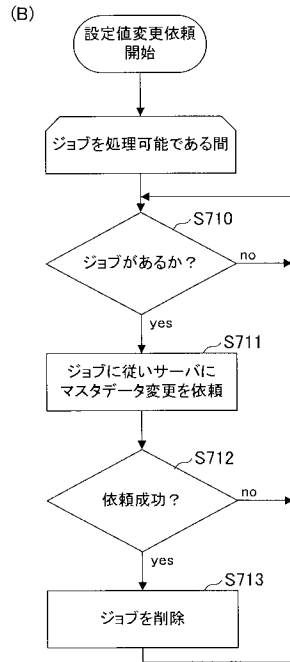 (B)
設定値変更依頼
開始
ジョブを処理可能である間
S710
ジョブがあるか？
no
yes
S711
ジョブに従いサーバに
マスタデータ変更を依頼
S712
依頼成功？
no
yes
S713
ジョブを削除